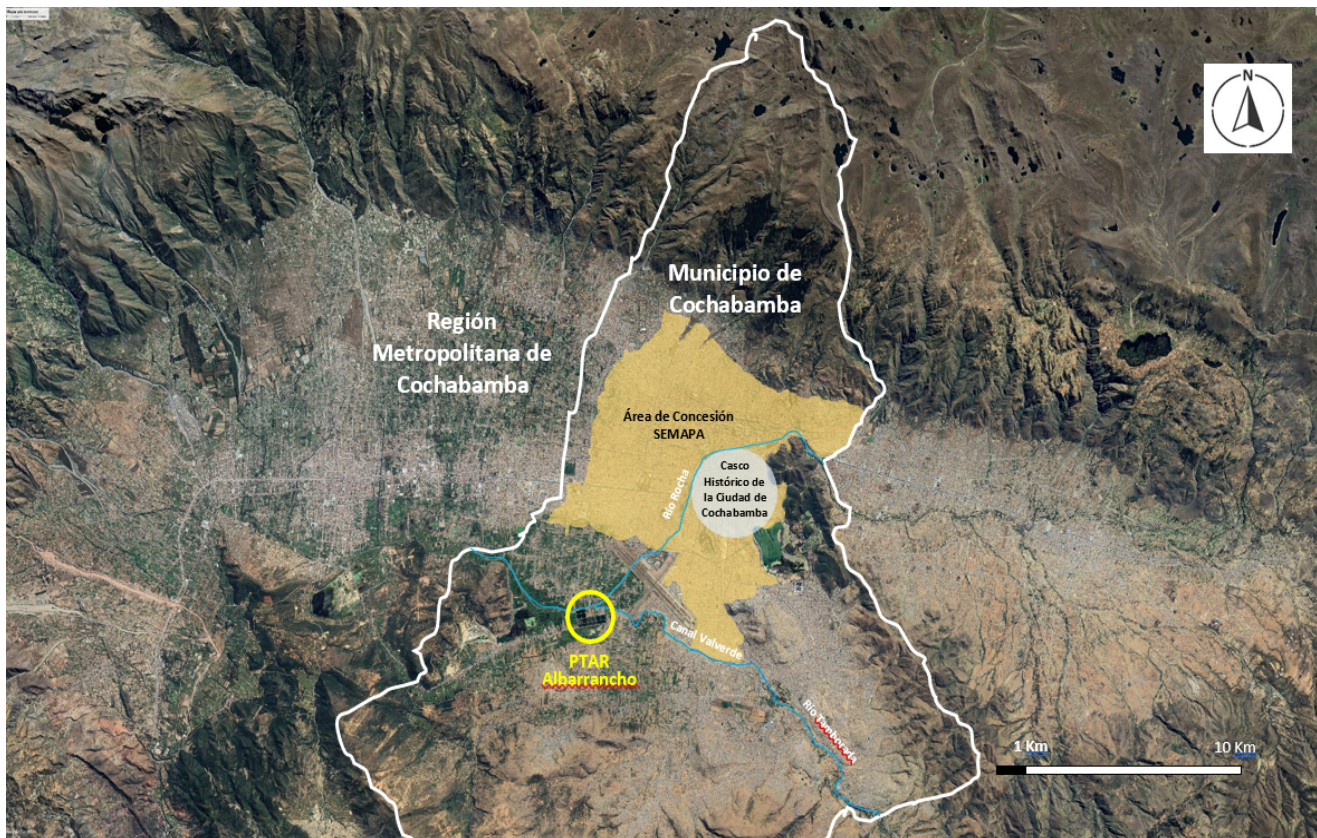 N
Municipio de
Cochabamba
Región
Metropolitana de
Cochabamba
Área de Concesión
SEMAPA
Casco
Histórico de
la Ciudad de
Cochabamba
Río Rocha
Canal Valverde
PTAR
Albarrancho
Río Tamborada
1 Km
10 Km